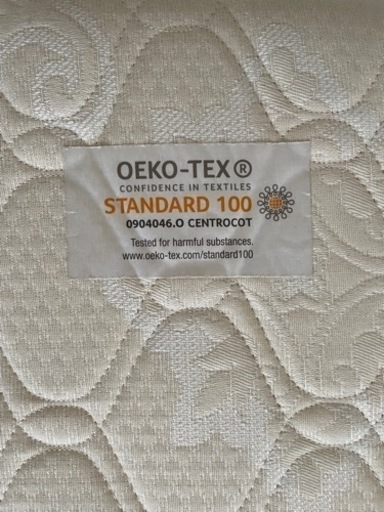 OEKO-TEX®
CONFIDENCE IN TEXTILES
STANDARD 100
0904046.O CENTROCOT
Tested for harmful substances.
www.oeko-tex.com/standard100